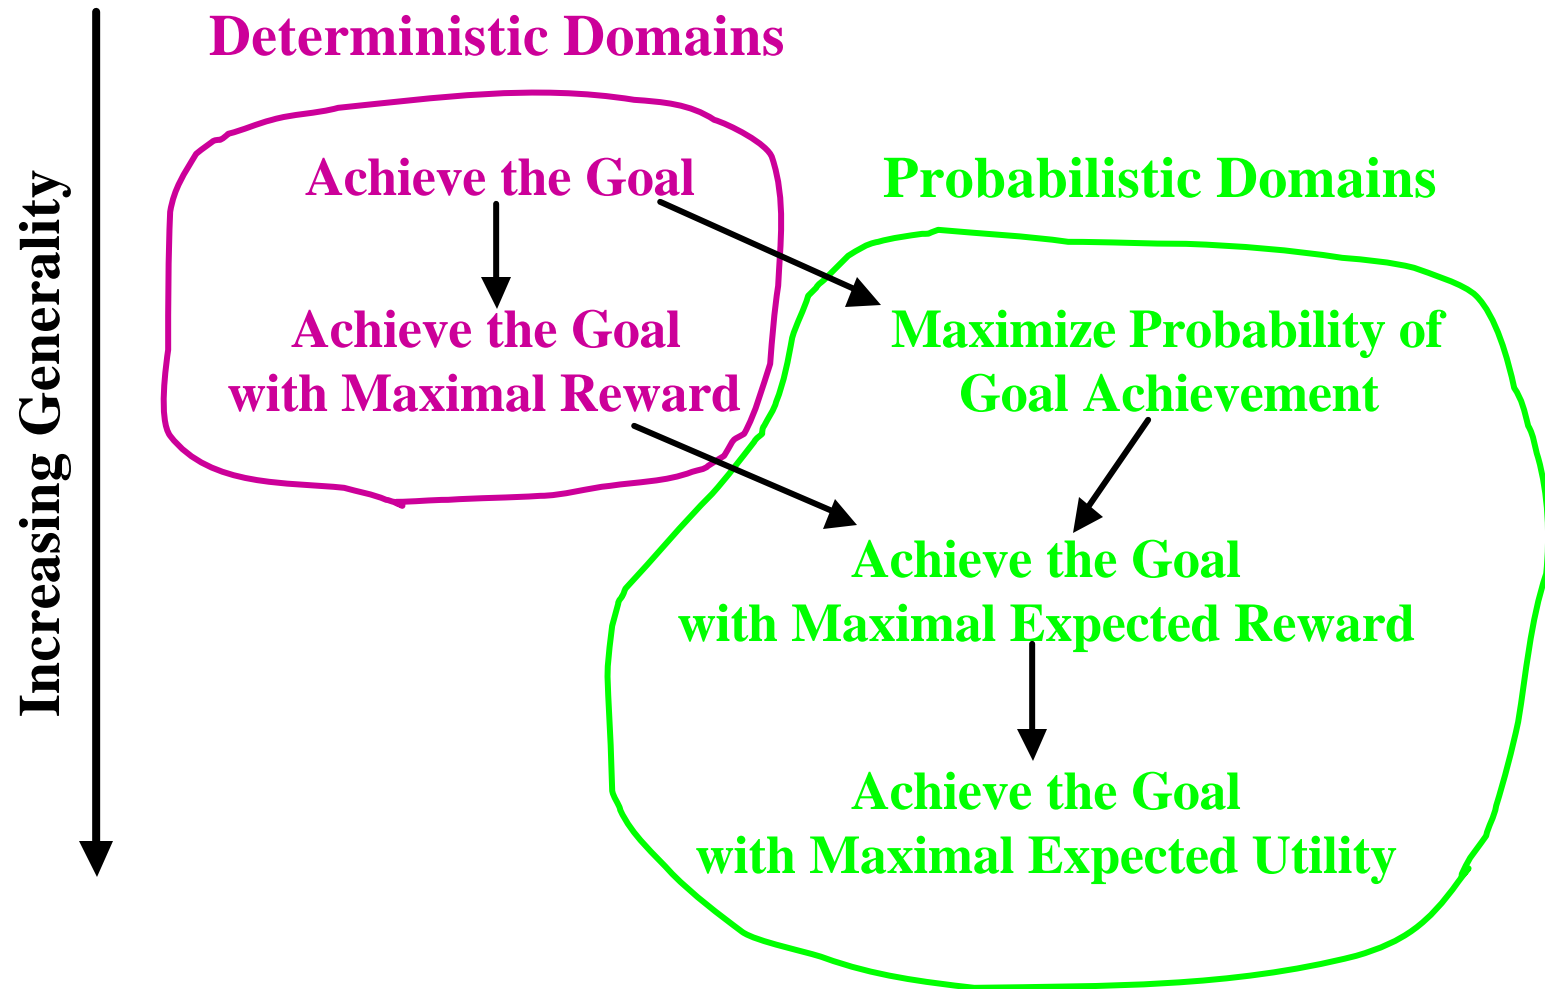 Increasing Generality
Deterministic Domains
Achieve the Goal
Achieve the Goal
with Maximal Reward
Probabilistic Domains
Maximize Probability of
Goal Achievement
Achieve the Goal
with Maximal Expected Reward
Achieve the Goal
with Maximal Expected Utility